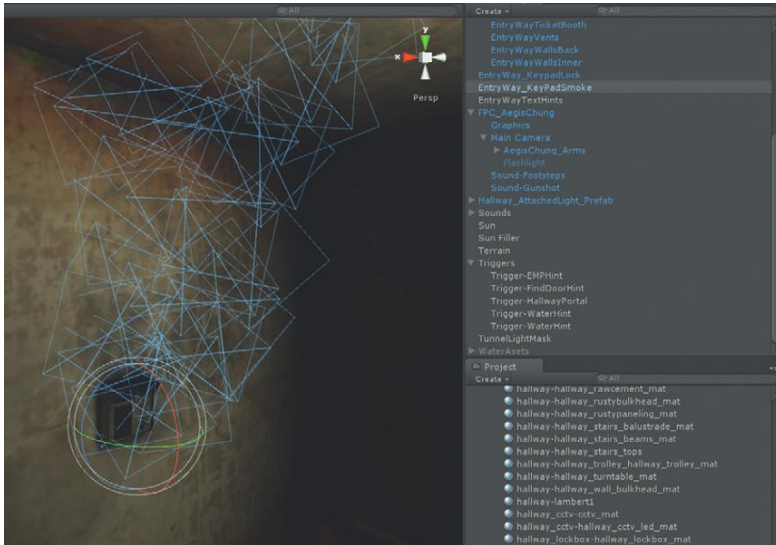 All
y
x
Persp
Create
All
EntryWayTicketBooth
EntryWayVents
EntryWayWallsBack
EntryWayWallsInner
EntryWay_KeypadLock
EntryWay_KeyPadSmoke
EntryWayTextHints
FPC_AegisChung
Graphics
Main Camera
AegisChung_Arms
Flashlight
Sound-Footsteps
Sound-Gunshot
Hallway_AttachedLight_Prefab
Sounds
Sun
Sun Filler
Terrain
Triggers
Trigger-EMPHint
Trigger-FindDoorHint
Trigger-HallwayPortal
Trigger-WaterHint
Trigger-WaterHint
TunnelLightMask
WaterAsets
Project
Create
All
hallway-hallway_rawcement_mat
hallway-hallway_rustybulkhead_mat
hallway-hallway_rustypaneling_mat
hallway-hallway_stairs_balustrade_mat
hallway-hallway_stairs_beams_mat
hallway-hallway_stairs_tops
hallway-hallway_trolley_hallway_trolley_mat
hallway-hallway_turntable_mat
hallway-hallway_wall_bulkhead_mat
hallway-lambert1
hallway_cctv-cctv_mat
hallway_cctv-hallway_cctv_led_mat
hallway_lockbox-hallway_lockbox_mat